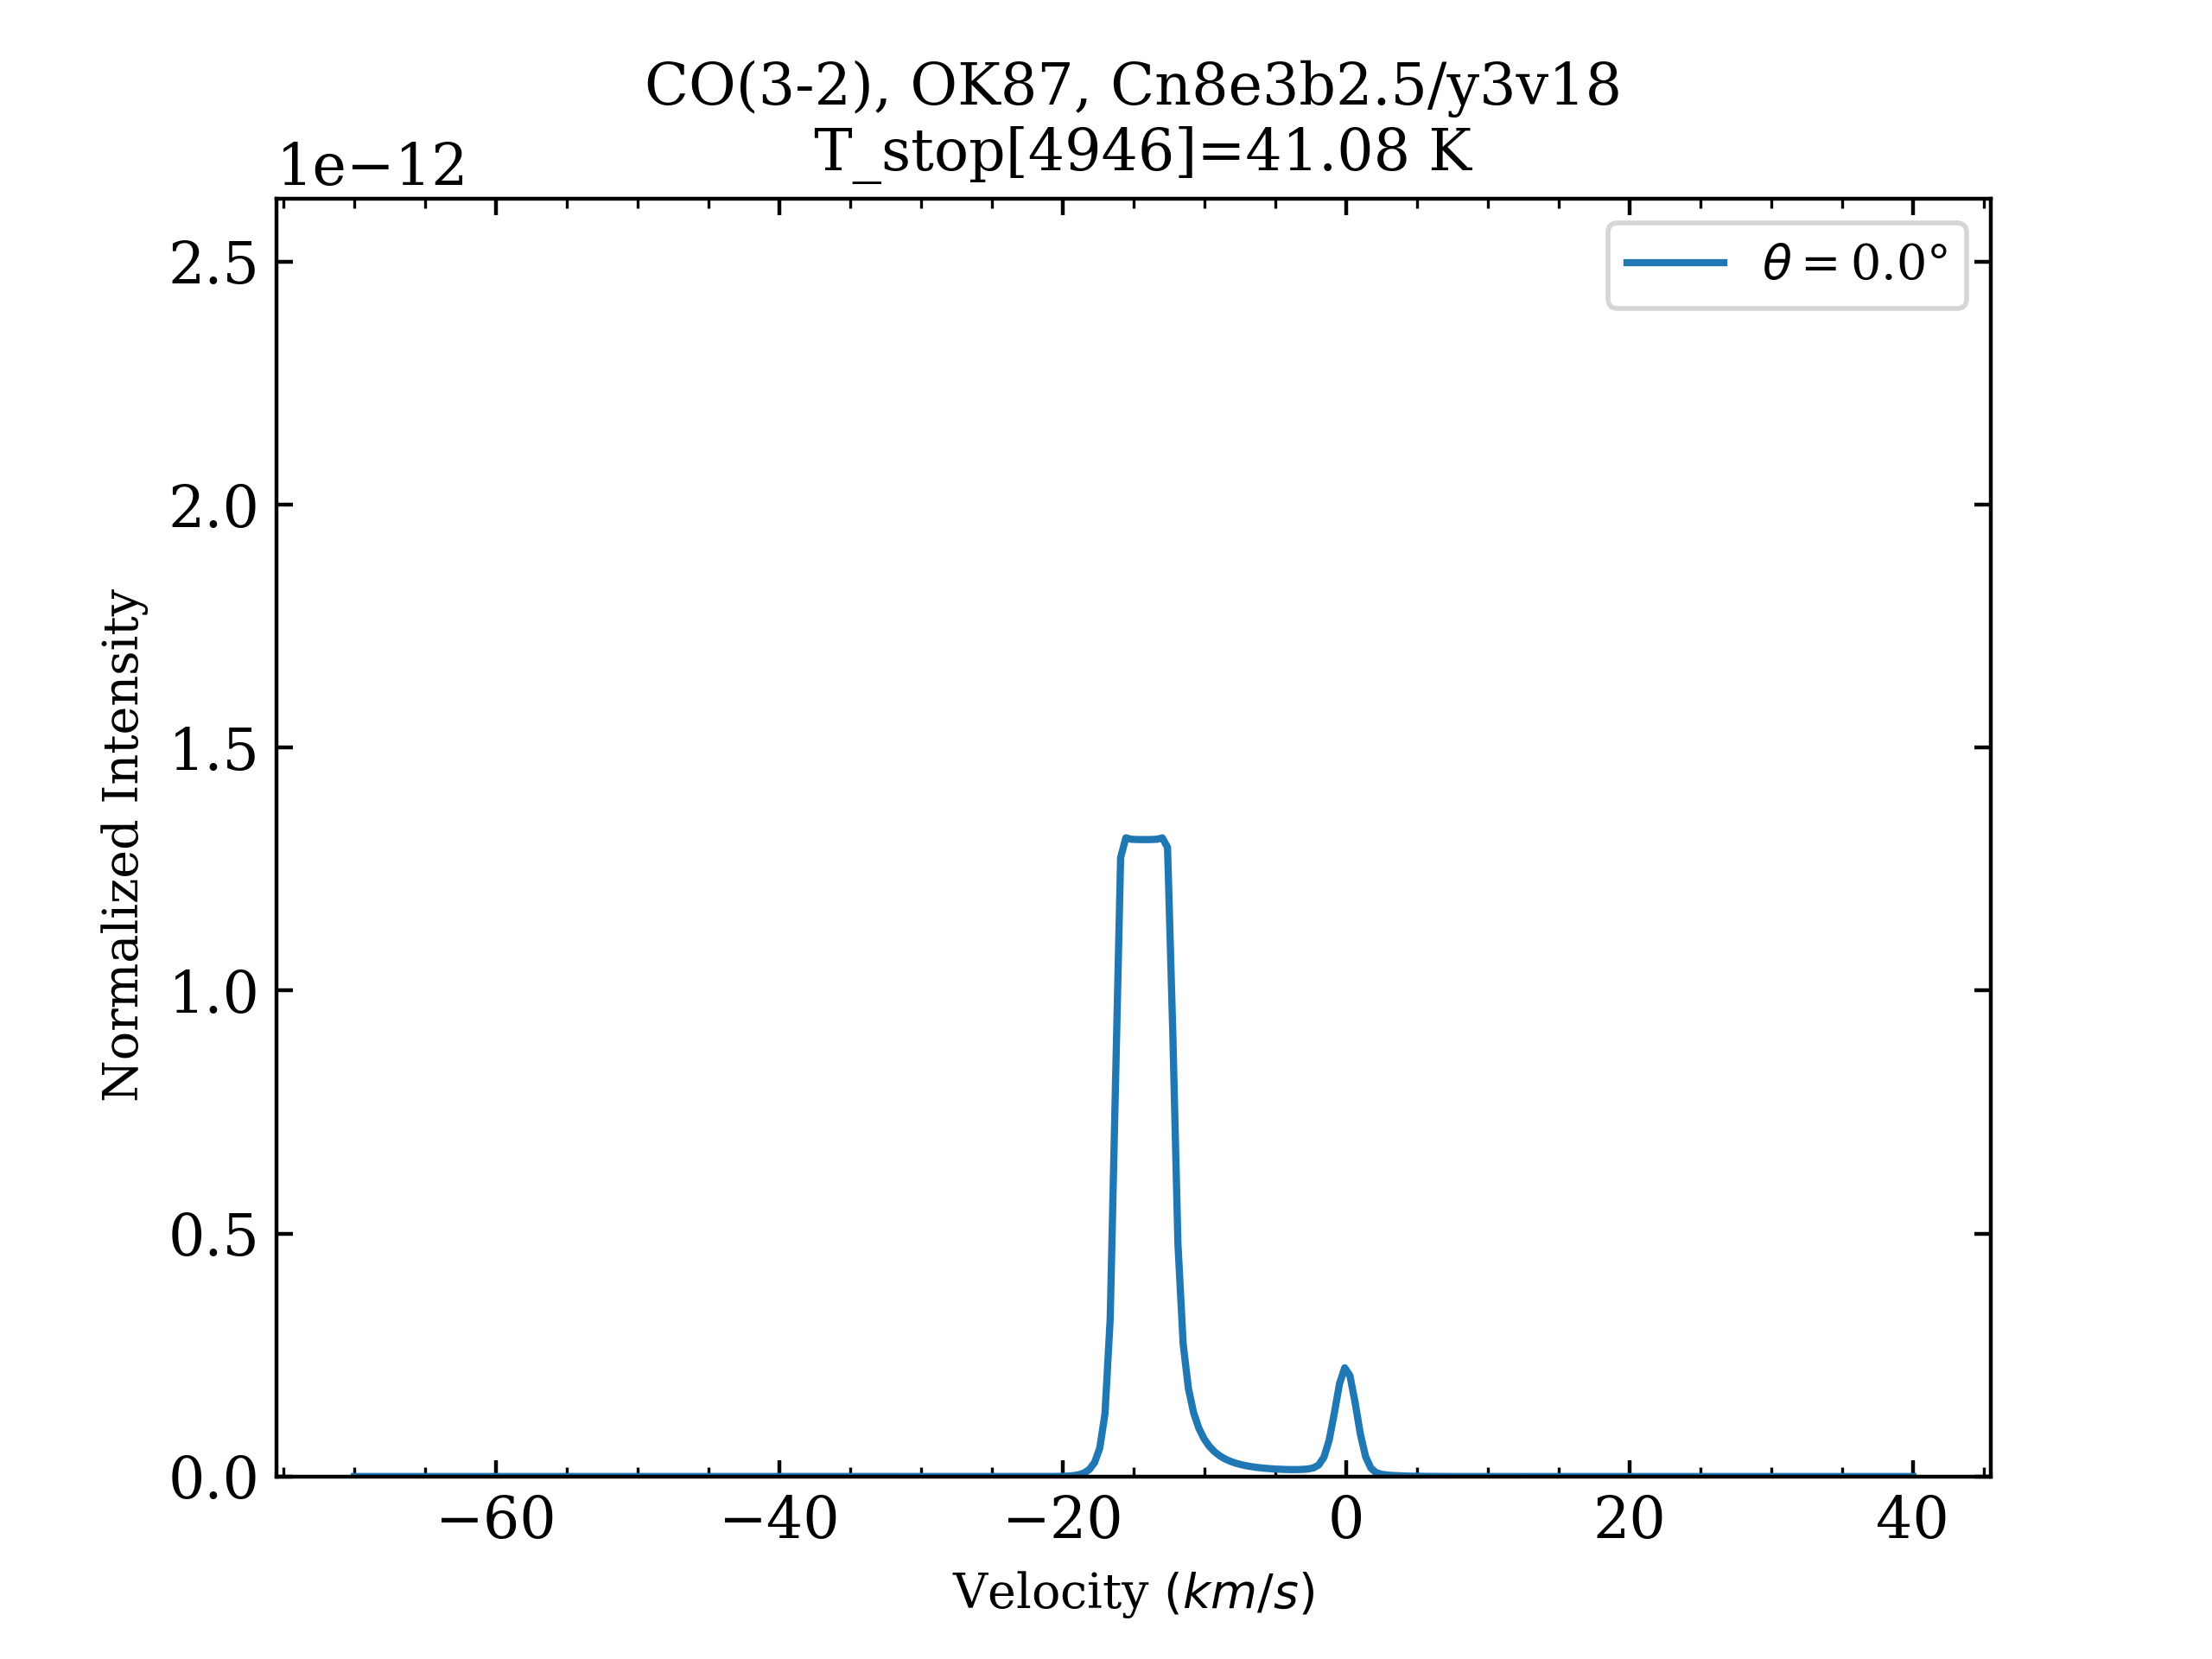 CO(3-2), OK87, Cn8e3b2.5/y3v18
T_stop[4946]=41.08 K
1e−12
θ = 0.0°
2.5
2.0
1.5
1.0
0.5
0.0
Normalized Intensity
−60 −40 −20 0 20 40
Velocity (km/s)